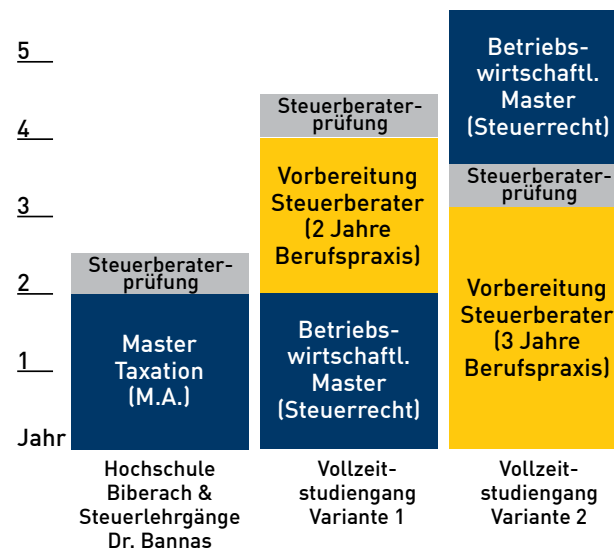 5
4
3
2
1
Jahr
Steuerberater-
prüfung
Master
Taxation
(M.A.)
Hochschule
Biberach &
Steuerlehrgänge
Dr. Bannas
Steuerberater-
prüfung
Vorbereitung
Steuerberater
(2 Jahre
Berufspraxis)
Betriebs-
wirtschaftl.
Master
(Steuerrecht)
Vollzeit-
studiengang
Variante 1
Betriebs-
wirtschaftl.
Master
(Steuerrecht)
Steuerberater-
prüfung
Vorbereitung
Steuerberater
(3 Jahre
Berufspraxis)
Vollzeit-
studiengang
Variante 2